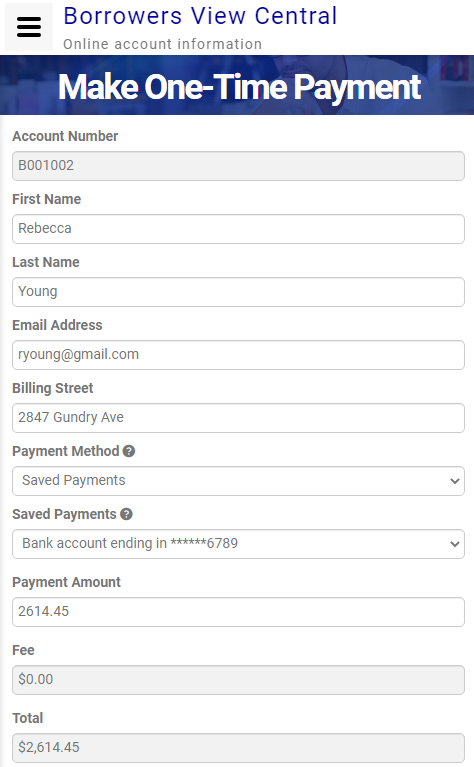 Borrowers View Central
Online account information
Make One-Time Payment
Account Number
B001002
First Name
Rebecca
Last Name
Young
Email Address
ryoung@gmail.com
Billing Street
2847 Gundry Ave
Payment Method ?
Saved Payments
Saved Payments ?
Bank account ending in ******6789
Payment Amount
2614.45
Fee
$0.00
Total
$2,614.45